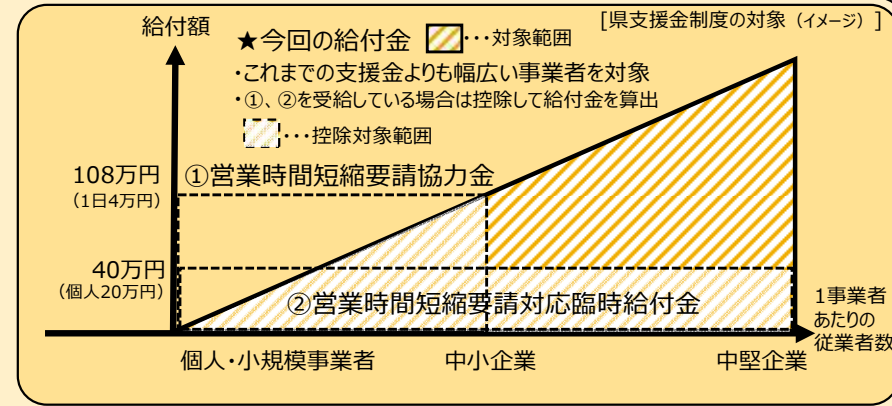 [県支援金制度の対象（イメージ）]
給付額
★今回の給付金 ･･･対象範囲
・これまでの支援金よりも幅広い事業者を対象
・①、②を受給している場合は控除して給付金を算出
･･･控除対象範囲
①営業時間短縮要請協力金
108万円
（1日4万円）
40万円
（個人20万円）
②営業時間短縮要請対応臨時給付金
1事業者
あたりの
従業者数
個人・小規模事業者 中小企業 中堅企業